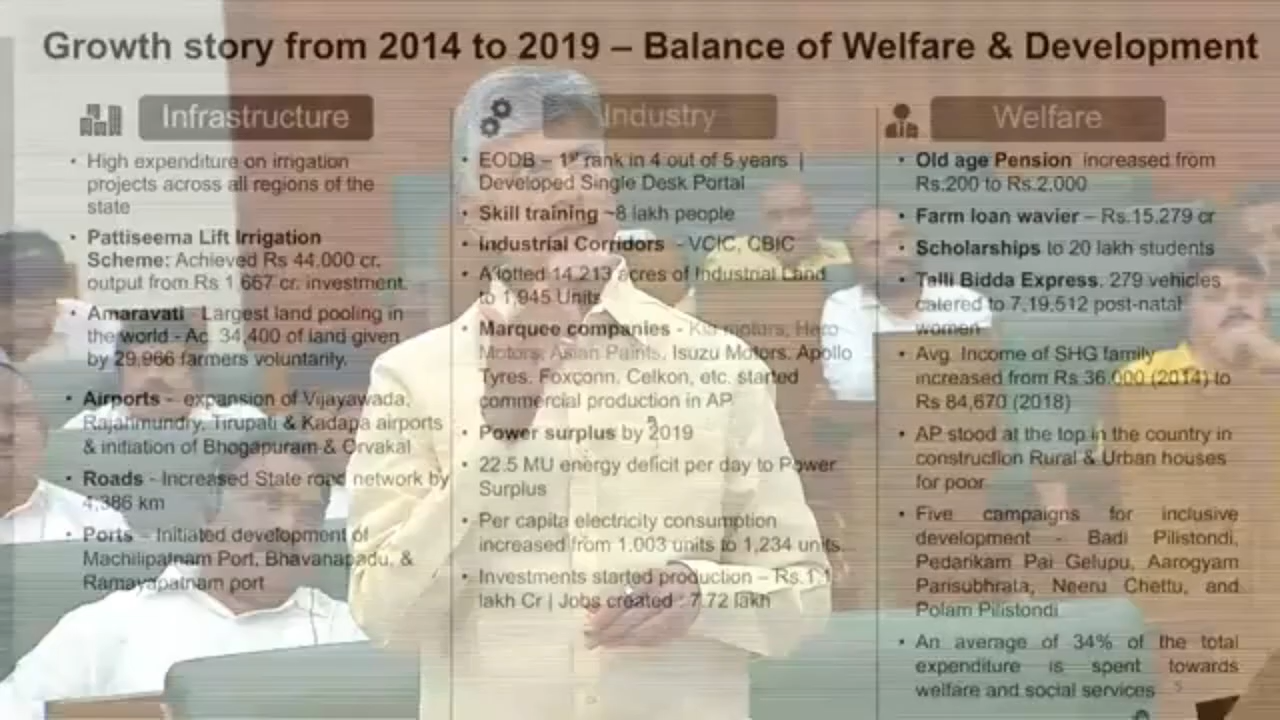 Growth story from 2014 to 2019 – Balance of Welfare & Development
Infrastructure
• High expenditure on irrigation
projects across all regions of the
state
• Pattiseema Lift Irrigation
Scheme: Achieved Rs 44.000 cr.
output from Rs 1,667 cr. investment.
• Amaravati - Largest land pooling in
the world - Ac. 34,400 of land given
by 29,966 farmers voluntarily.
• Airports - expansion of Vijayawada,
Rajahmundry, Tirupati & Kadapa airports
& initiation of Bhogapuram & Orvakal
• Roads - Increased State road network by
4,386 km
• Ports – Initiated development of
Machilipatnam Port, Bhavanapadu, &
Ramayapatnam port
Industry
• EODB – 1st rank in 4 out of 5 years |
Developed Single Desk Portal
• Skill training ~8 lakh people
• Industrial Corridors - VCIC, CBIC
• Allotted 14,213 acres of Industrial Land
to 1,945 Units
• Marquee companies - Kia motors, Hero
Motors, Asian Paints, Isuzu Motors, Apollo
Tyres, Foxconn, Celkon, etc. started
commercial production in AP.
• Power surplus by 2019
• 22.5 MU energy deficit per day to Power
Surplus
• Per capita electricity consumption
increased from 1,003 units to 1,234 units.
• Investments started production – Rs.
lakh Cr | Jobs created : 7.72 lakh
Welfare
• Old age Pension increased from
Rs.200 to Rs.2,000
• Farm loan wavier – Rs.15,279 cr
• Scholarships to 20 lakh students
• Talli Bidda Express, 279 vehicles
catered to 7,19,512 post-natal
women
• Avg. Income of SHG family
increased from Rs 36,000 (2014) to
Rs 84,670 (2018)
• AP stood at the top in the country in
construction Rural & Urban houses
for poor
• Five campaigns for inclusive
development - Badi Pilistondi,
Pedarikam Pai Gelupu, Aarogyam
Parisubhrata, Neeru Chettu, and
Polam Pilistondi
• An average of 34% of the total
expenditure is spent towards
welfare and social services
5